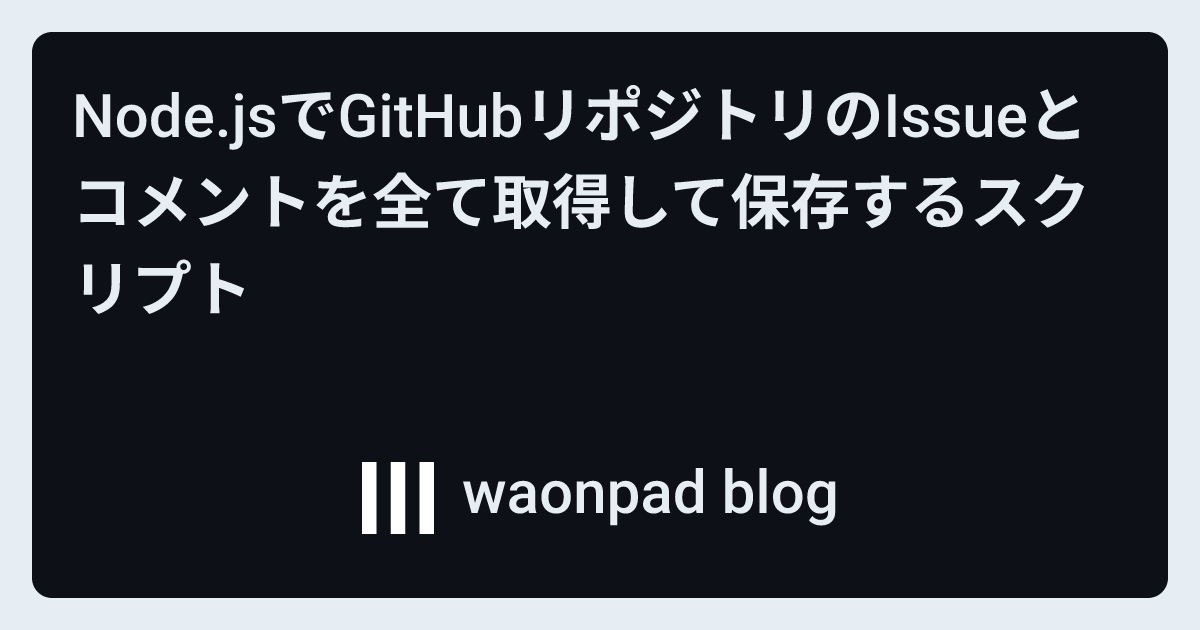 Node.jsでGitHubリポジトリのIssueと
コメントを全て取得して保存するスク
リプト
waonpad blog